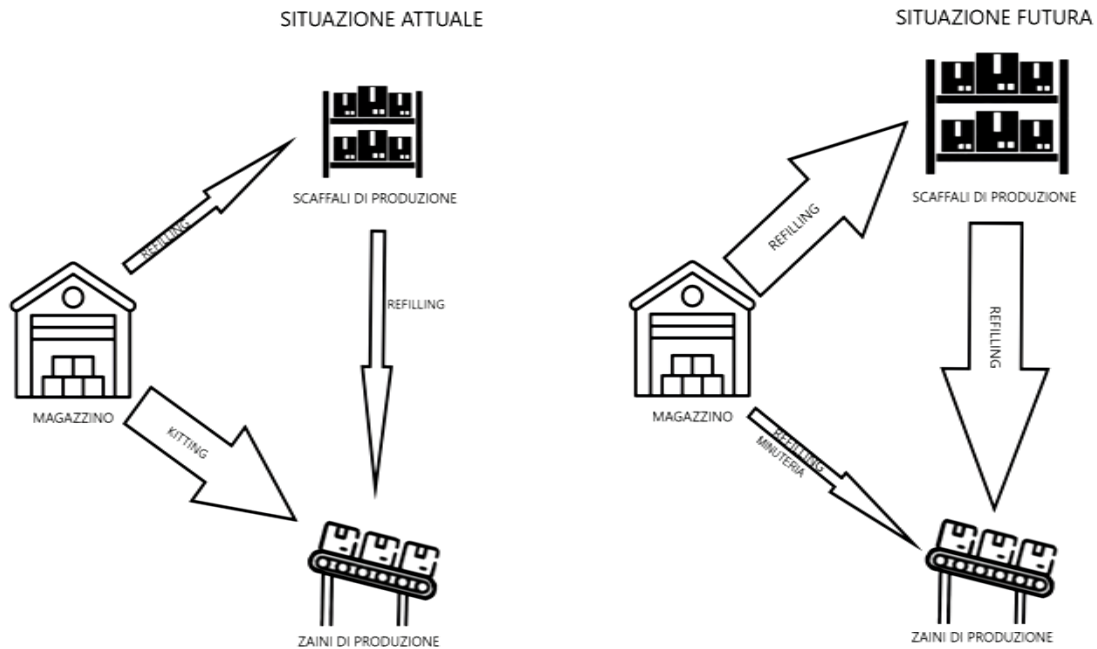 SITUAZIONE ATTUALE
SCAFFALI DI PRODUZIONE
REFILLING
REFILLING
MAGAZZINO
KITTING
ZAINI DI PRODUZIONE
SITUAZIONE FUTURA
SCAFFALI DI PRODUZIONE
REFILLING
REFILLING
MAGAZZINO
REFILLING
MINUTERIA
ZAINI DI PRODUZIONE